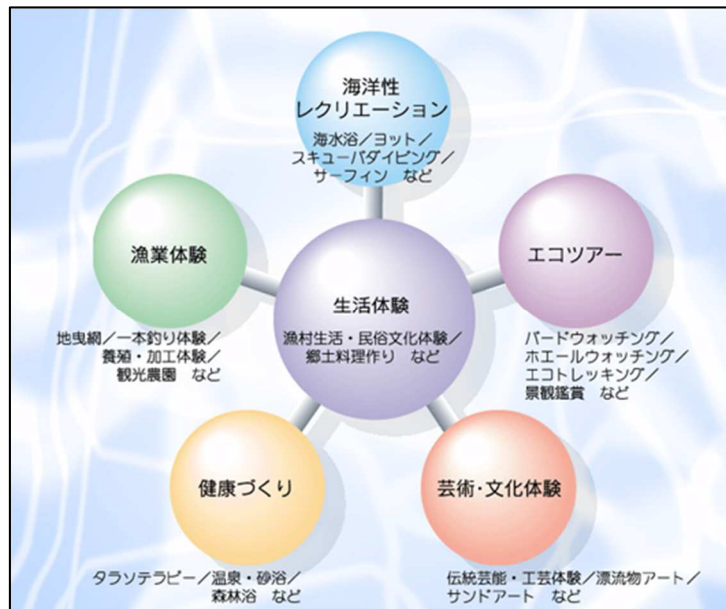 海洋性
レクリエーション
海水浴／ヨット／
スキューバダイビング／
サーフィン　など
漁業体験
地曳網／一本釣り体験／
養殖・加工体験／
観光農園　など
エコツアー
バードウォッチング／
ホエールウォッチング／
エコトレッキング／
景観鑑賞　など
生活体験
漁村生活・民俗文化体験／
郷土料理作り　など
健康づくり
タラソテラピー／温泉・砂浴／
森林浴　など
芸術・文化体験
伝統芸能・工芸体験／漂流物アート／
サンドアート　など